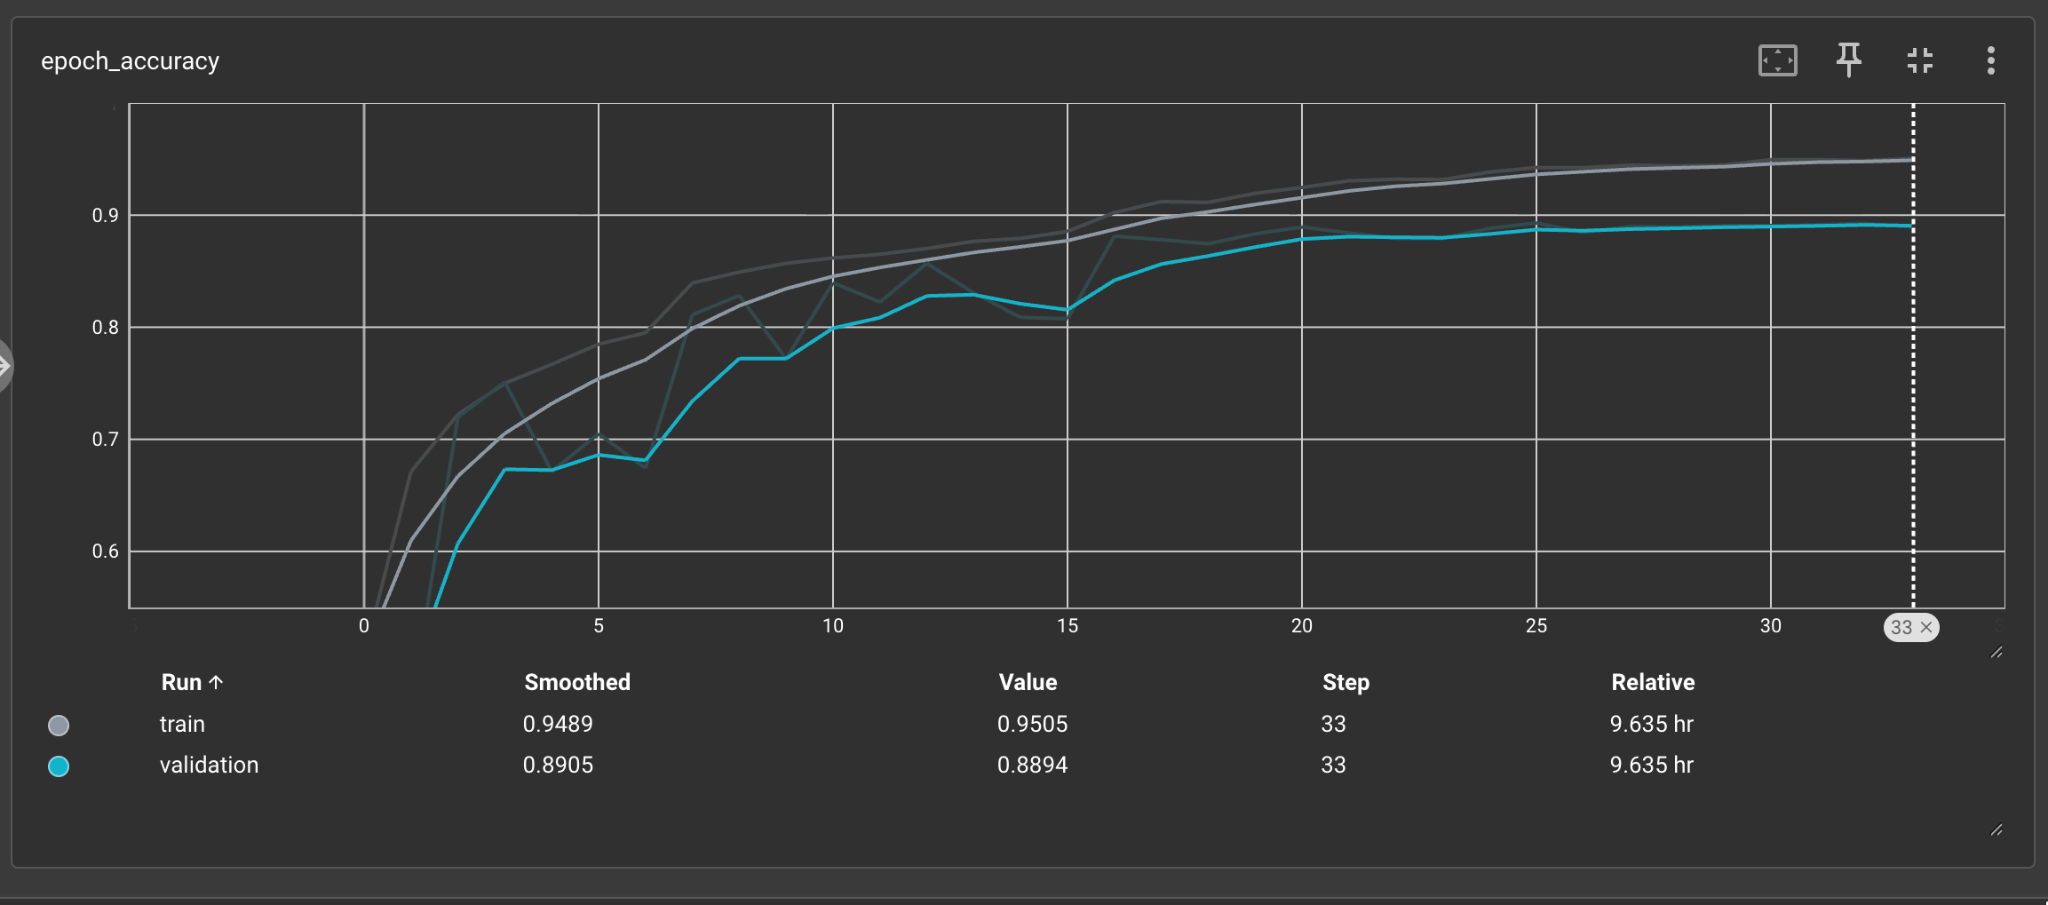 epoch_accuracy
0.9
0.8
0.7
0.6
0 5 10 15 20 25 30 33 ×
Run ↑ Smoothed Value Step Relative
train 0.9489 0.9505 33 9.635 hr
validation 0.8905 0.8894 33 9.635 hr